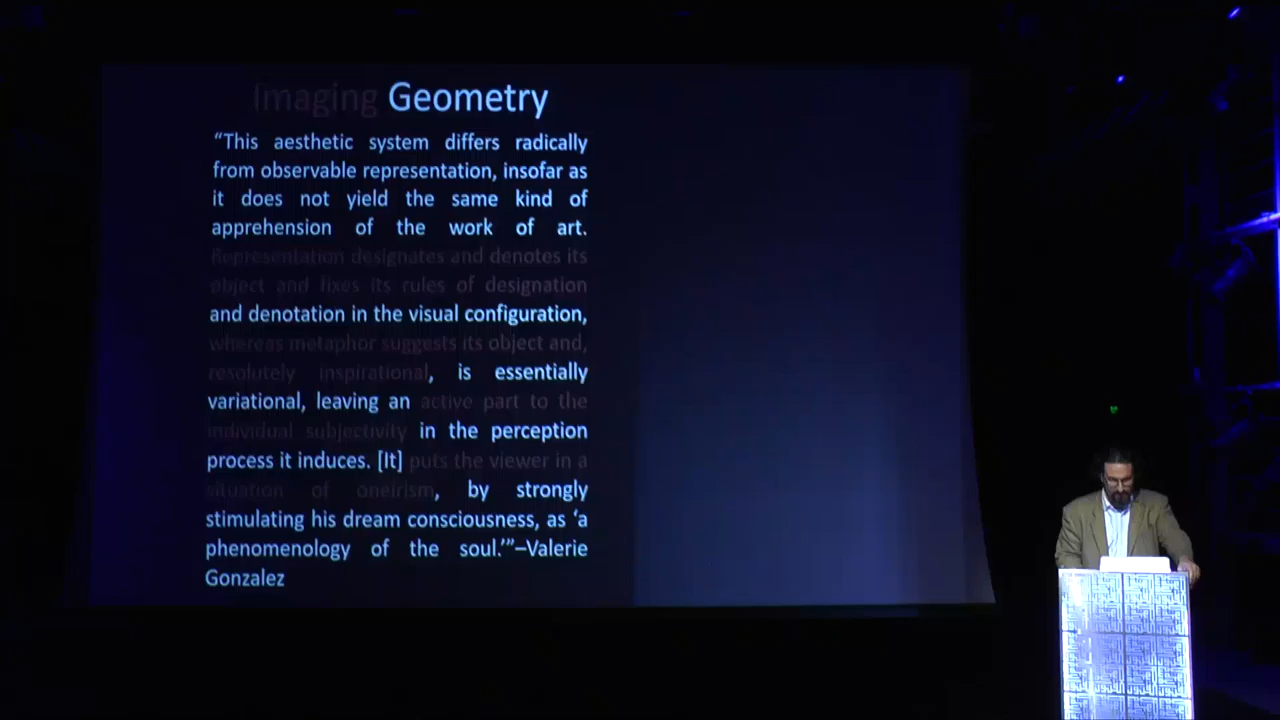 Imaging Geometry
“This aesthetic system differs radically
from observable representation, insofar as
it does not yield the same kind of
apprehension of the work of art.
Representation designates and denotes its
object and fixes its rules of designation
and denotation in the visual configuration,
whereas metaphor suggests its object and,
resolutely inspirational, is essentially
variational, leaving an active part to the
individual subjectivity in the perception
process it induces. [It] puts the viewer in a
situation of oneirism, by strongly
stimulating his dream consciousness, as ‘a
phenomenology of the soul.’”–Valerie
Gonzalez